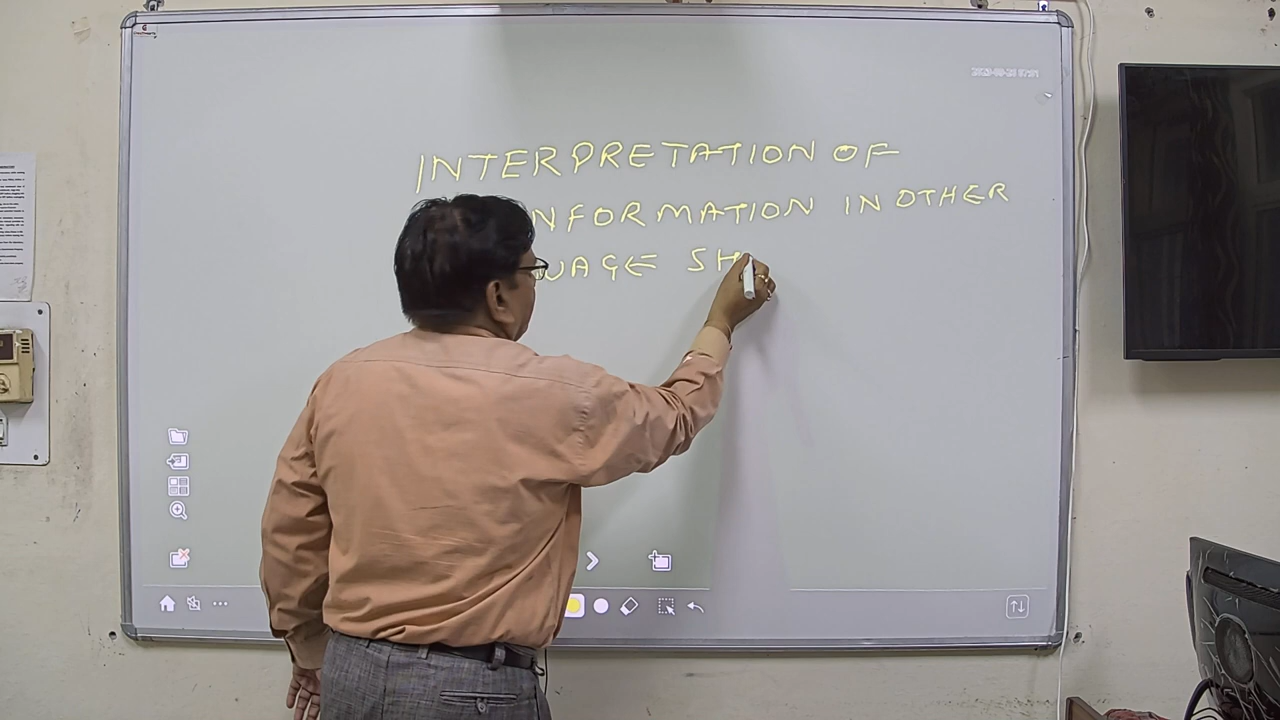 INTERPRETATION OF
NFORMATION IN OTHER
UAGE SH